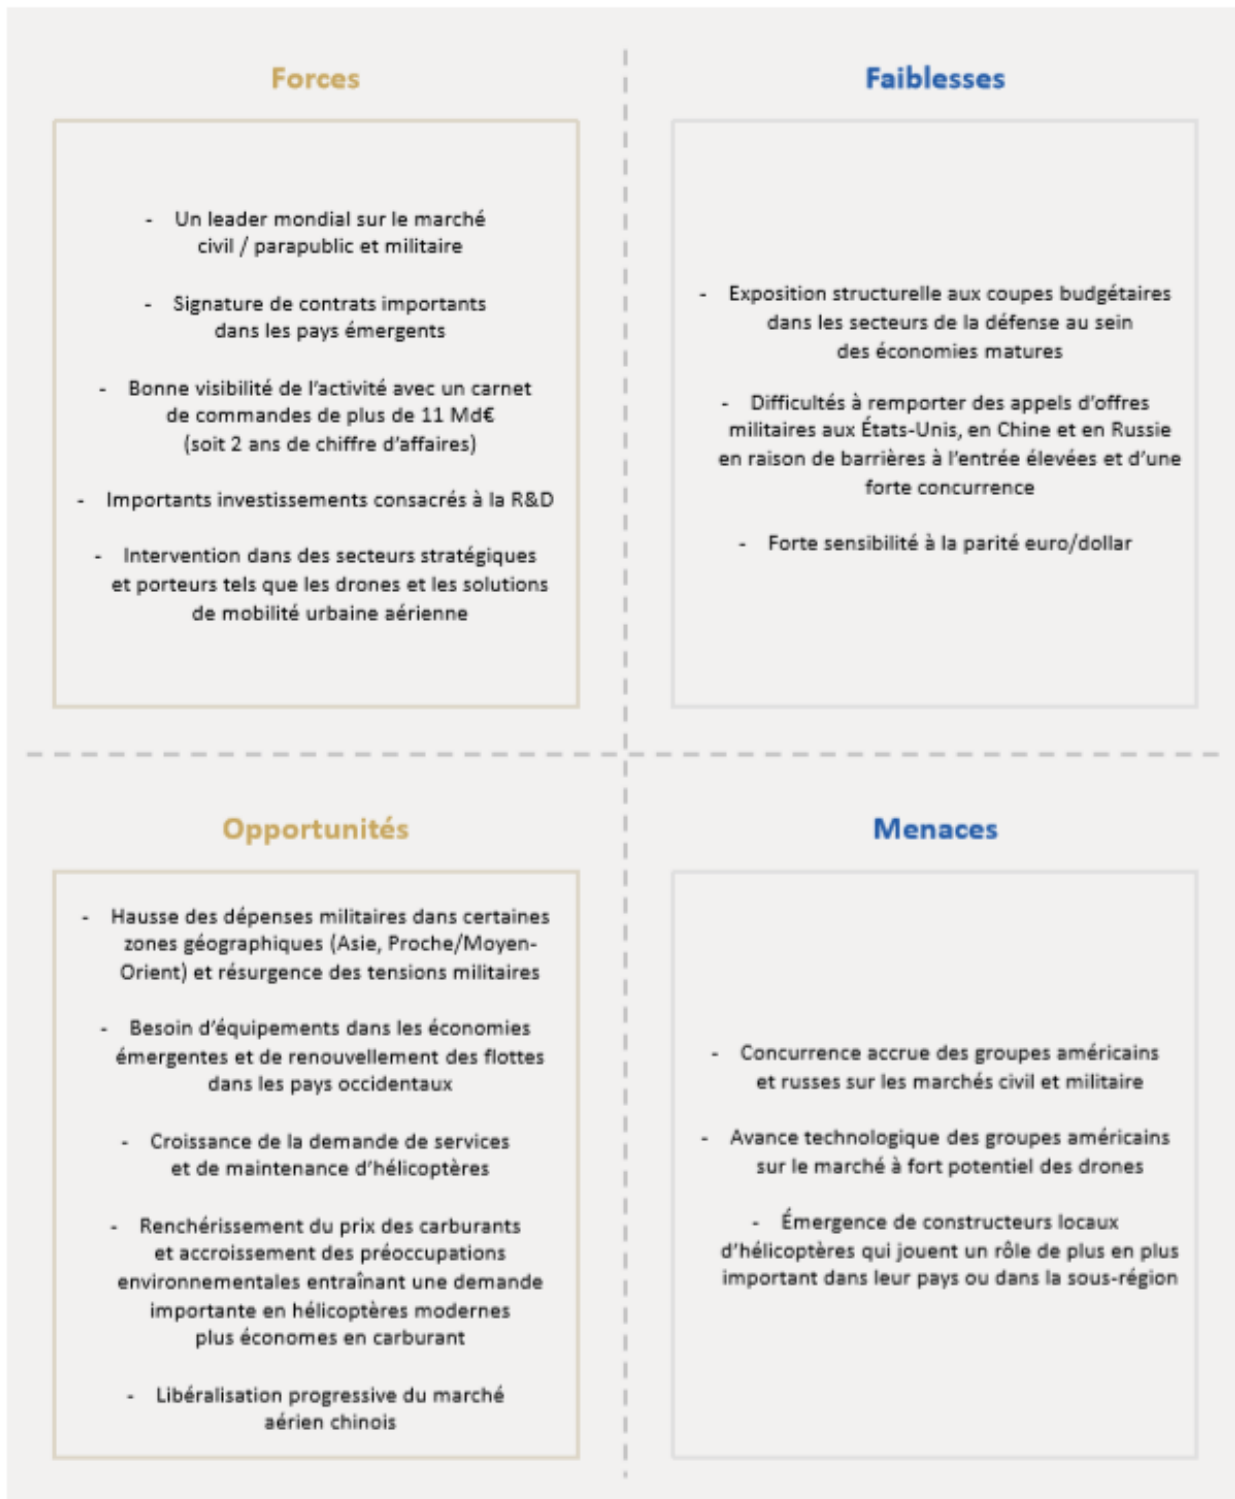 Forces
- Un leader mondial sur le marché
civil / parapublic et militaire
- Signature de contrats importants
dans les pays émergents
- Bonne visibilité de l'activité avec un carnet
de commandes de plus de 11 Md€
(soit 2 ans de chiffre d'affaires)
- Importants investissements consacrés à la R&D
- Intervention dans des secteurs stratégiques
et porteurs tels que les drones et les solutions
de mobilité urbaine aérienne
Faiblesses
- Exposition structurelle aux coupes budgétaires
dans les secteurs de la défense au sein
des économies matures
- Difficultés à remporter des appels d'offres
militaires aux États-Unis, en Chine et en Russie
en raison de barrières à l'entrée élevées et d'une
forte concurrence
- Forte sensibilité à la parité euro/dollar
Opportunités
- Hausse des dépenses militaires dans certaines
zones géographiques (Asie, Proche/Moyen-
Orient) et résurgence des tensions militaires
- Besoin d'équipements dans les économies
émergentes et de renouvellement des flottes
dans les pays occidentaux
- Croissance de la demande de services
et de maintenance d'hélicoptères
- Renchérissement du prix des carburants
et accroissement des préoccupations
environnementales entraînant une demande
importante en hélicoptères modernes
plus économes en carburant
- Libéralisation progressive du marché
aérien chinois
Menaces
- Concurrence accrue des groupes américains
et russes sur les marchés civil et militaire
- Avance technologique des groupes américains
sur le marché à fort potentiel des drones
- Émergence de constructeurs locaux
d'hélicoptères qui jouent un rôle de plus en plus
important dans leur pays ou dans la sous-région